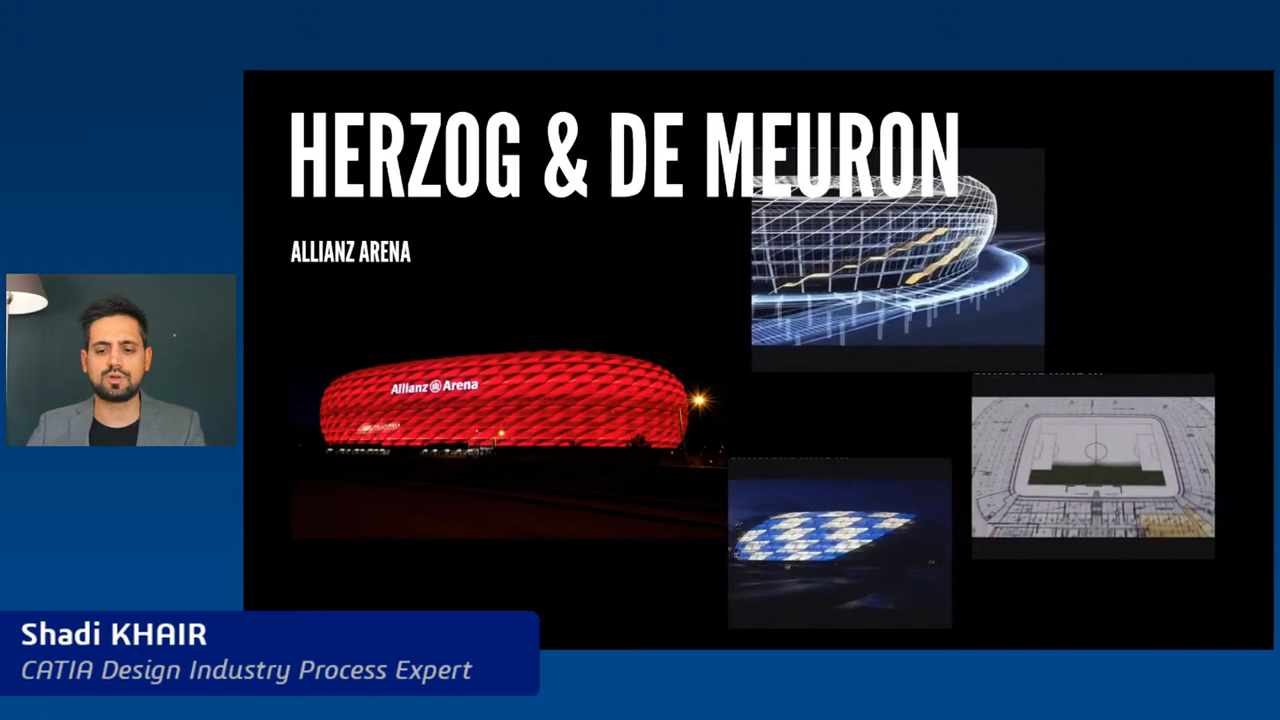 HERZOG & DE MEURON
ALLIANZ ARENA
Allianz Arena
Shadi KHAIR
CATIA Design Industry Process Expert